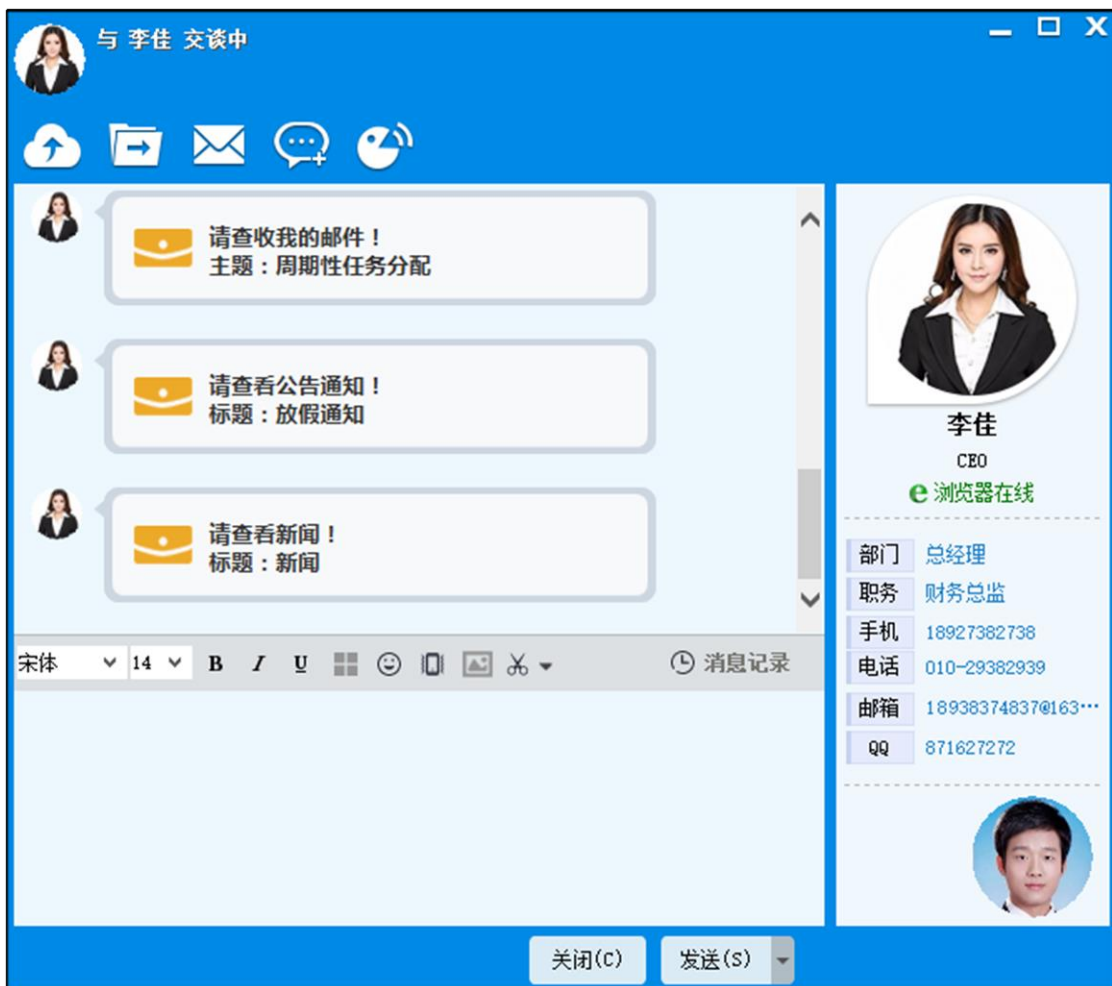 与 李佳 交谈中
请查收我的邮件！
主题：周期性任务分配
请查看公告通知！
标题：放假通知
请查看新闻！
标题：新闻
宋体 14 B I U 消息记录
关闭(C) 发送(S)
李佳
CEO
浏览器在线
部门 总经理
职务 财务总监
手机 18927382738
电话 010-29382939
邮箱 18938374837@163…
QQ 871627272